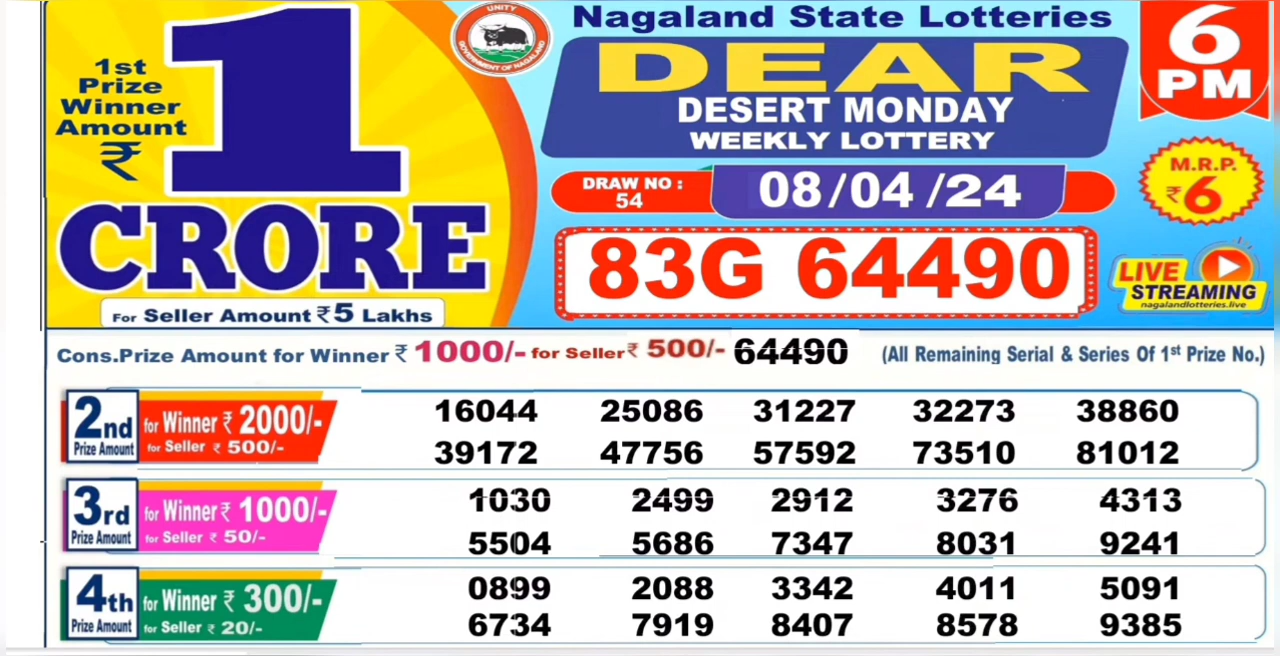 1st
Prize
Winner
Amount
₹
1
CRORE
For Seller Amount ₹5 Lakhs
UNITY
GOVERNMENT OF NAGALAND
Nagaland State Lotteries
DEAR
DESERT MONDAY
WEEKLY LOTTERY
6
PM
DRAW NO :
54
08/04 /24
M.R.P.
₹6
83G 64490
LIVE
STREAMING
nagalandlotteries.live
Cons.Prize Amount for Winner ₹ 1000/- for Seller ₹ 500/- 64490 (All Remaining Serial & Series Of 1st Prize No.)
2nd
Prize Amount
for Winner ₹ 2000/-
for Seller ₹ 500/-
16044 25086 31227 32273 38860
39172 47756 57592 73510 81012
3rd
Prize Amount
for Winner ₹ 1000/-
for Seller ₹ 50/-
1030 2499 2912 3276 4313
5504 5686 7347 8031 9241
4th
Prize Amount
for Winner ₹ 300/-
for Seller ₹ 20/-
0899 2088 3342 4011 5091
6734 7919 8407 8578 9385